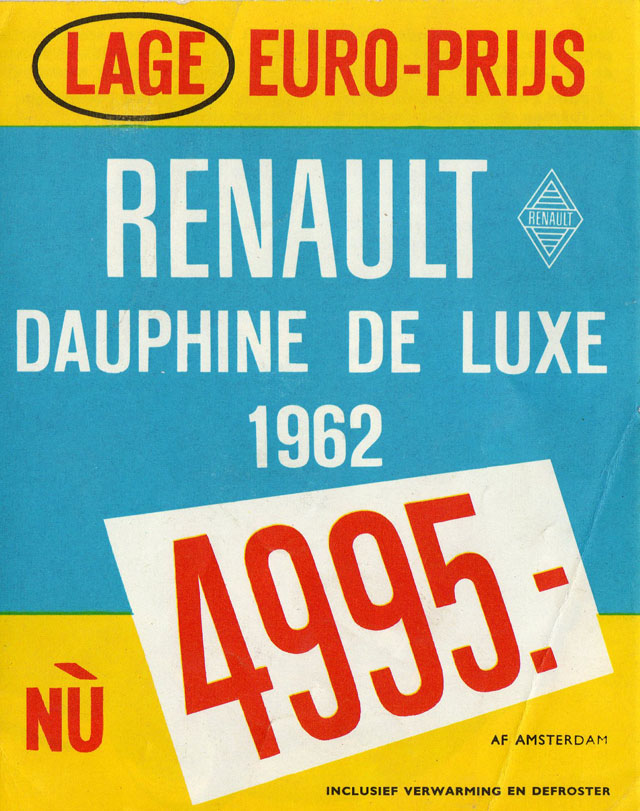 LAGE EURO-PRIJS
RENAULT
RENAULT
DAUPHINE DE LUXE
1962
4995.-
NÙ
AF AMSTERDAM
INCLUSIEF VERWARMING EN DEFROSTER